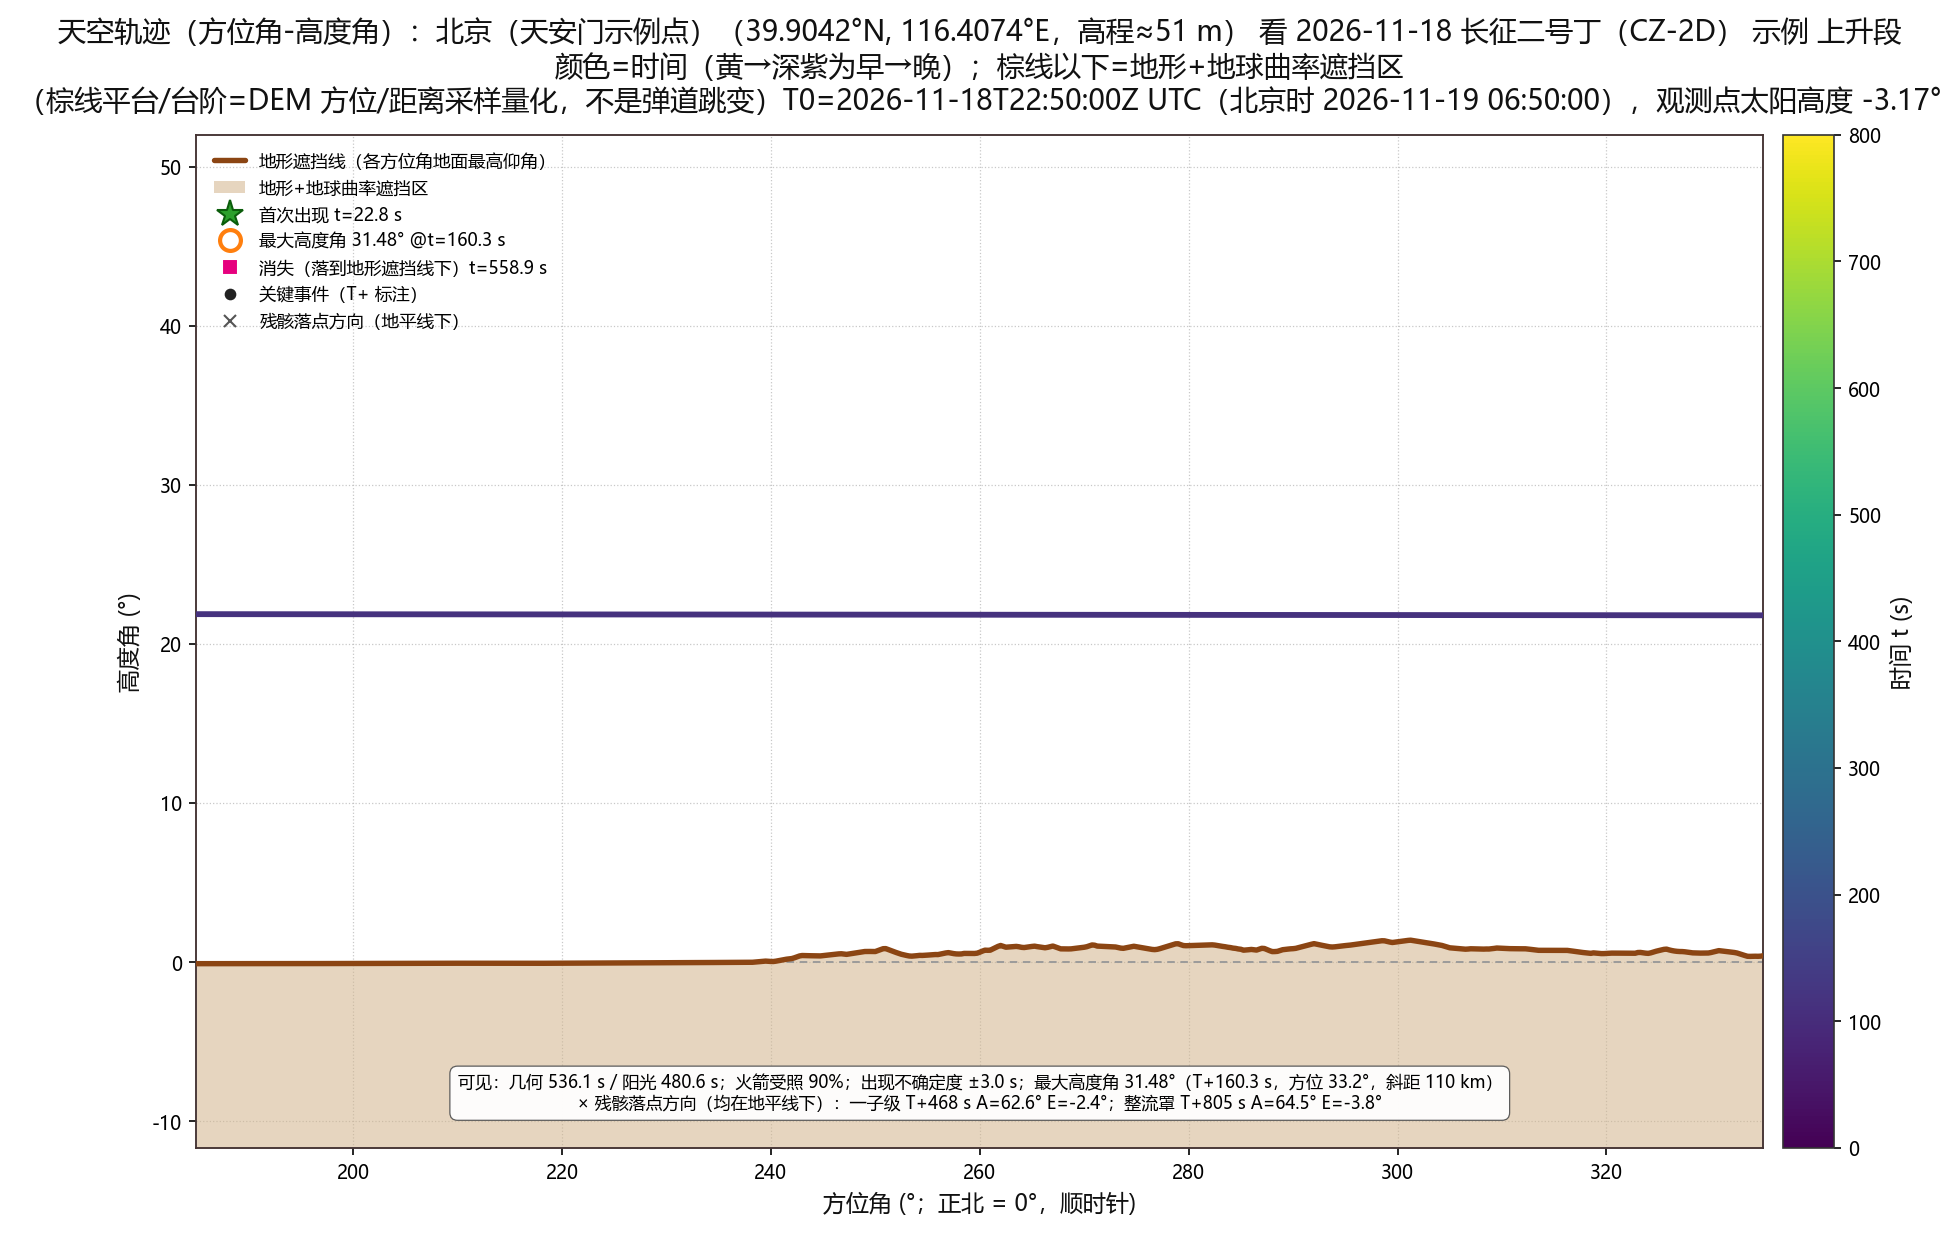 天空轨迹（方位角-高度角）：北京（天安门示例点）（39.9042°N, 116.4074°E，高程≈51 m） 看 2026-11-18 长征二号丁（CZ-2D） 示例 上升段
颜色=时间（黄→深紫为早→晚）；棕线以下=地形+地球曲率遮挡区
（棕线平台/台阶=DEM 方位/距离采样量化，不是弹道跳变）T0=2026-11-18T22:50:00Z UTC（北京时 2026-11-19 06:50:00），观测点太阳高度 -3.17°
地形遮挡线（各方位角地面最高仰角）
地形+地球曲率遮挡区
首次出现 t=22.8 s
最大高度角 31.48° @t=160.3 s
消失（落到地形遮挡线下）t=558.9 s
关键事件（T+ 标注）
残骸落点方向（地平线下）
50
40
30
20
10
0
-10
高度角 (°)
可见：几何 536.1 s / 阳光 480.6 s；火箭受照 90%；出现不确定度 ±3.0 s；最大高度角 31.48°（T+160.3 s，方位 33.2°，斜距 110 km）
× 残骸落点方向（均在地平线下）：一子级 T+468 s A=62.6° E=-2.4°；整流罩 T+805 s A=64.5° E=-3.8°
200
220
240
260
280
300
320
方位角 (°；正北 = 0°，顺时针)
800
700
600
500
400
300
200
100
0
时间 t (s)